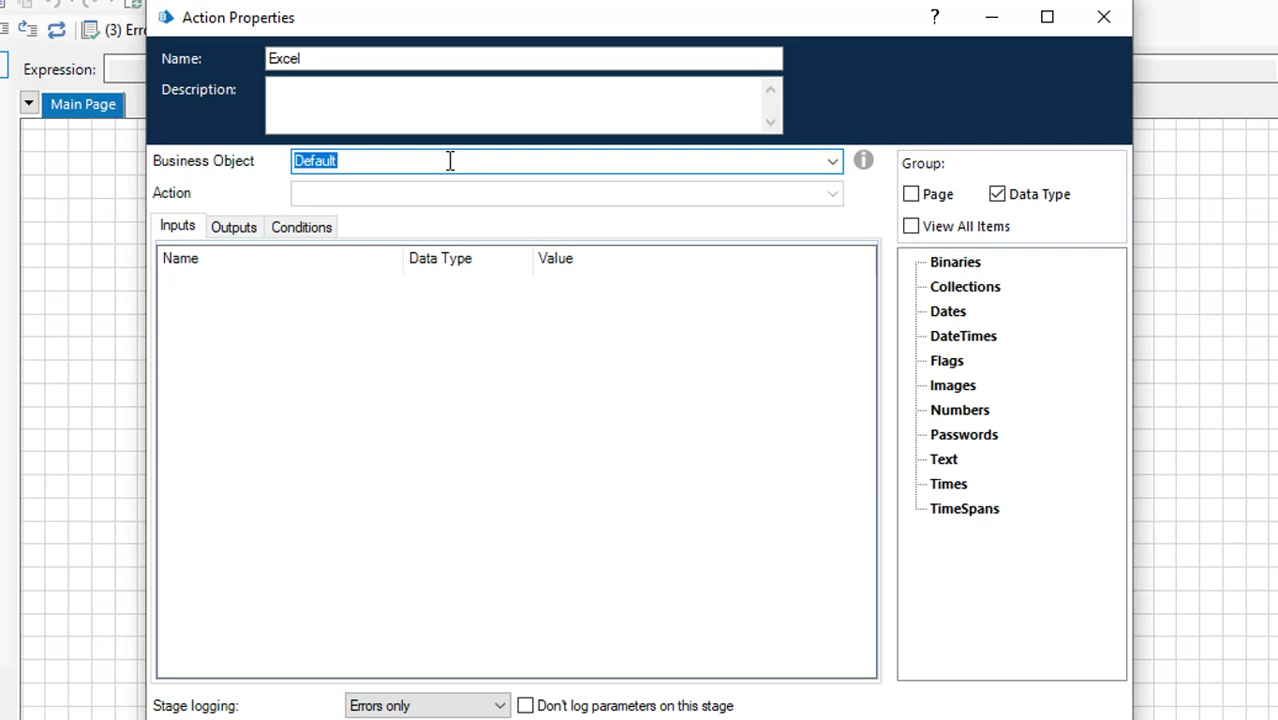 Action Properties
?
(3) Erro
Name: Excel
Expression:
Description:
Main Page
Business Object Default
Group:
Action
Page Data Type
Inputs Outputs Conditions
View All Items
Name Data Type Value
Binaries
Collections
Dates
DateTimes
Flags
Images
Numbers
Passwords
Text
Times
TimeSpans
Stage logging: Errors only Don't log parameters on this stage